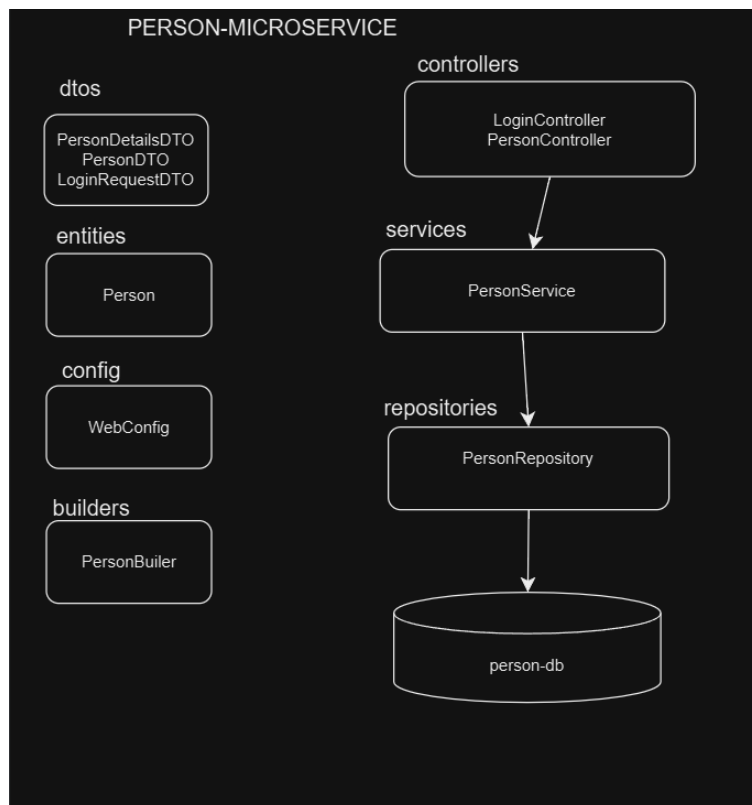 PERSON-MICROSERVICE
dtos
PersonDetailsDTO
PersonDTO
LoginRequestDTO
entities
Person
config
WebConfig
builders
PersonBuiler
controllers
LoginController
PersonController
services
PersonService
repositories
PersonRepository
person-db